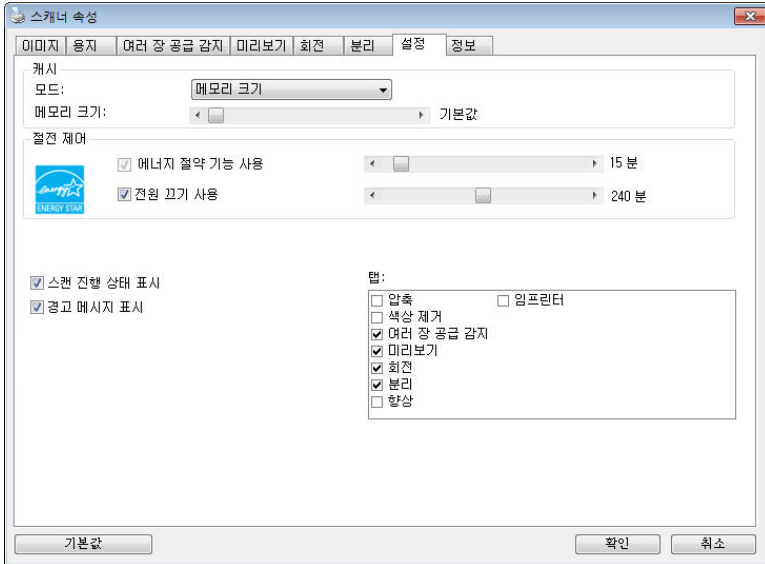 스캐너 속성
이미지 용지 여러 장 공급 감지 미리보기 회전 분리 설정 정보
캐시
모드: 메모리 크기
메모리 크기: 기본값
절전 제어
에너지 절약 기능 사용 15 분
전원 끄기 사용 240 분
energy
ENERGY STAR
스캔 진행 상태 표시
경고 메시지 표시
탭:
압축 임프린터
색상 제거
여러 장 공급 감지
미리보기
회전
분리
향상
기본값 확인 취소